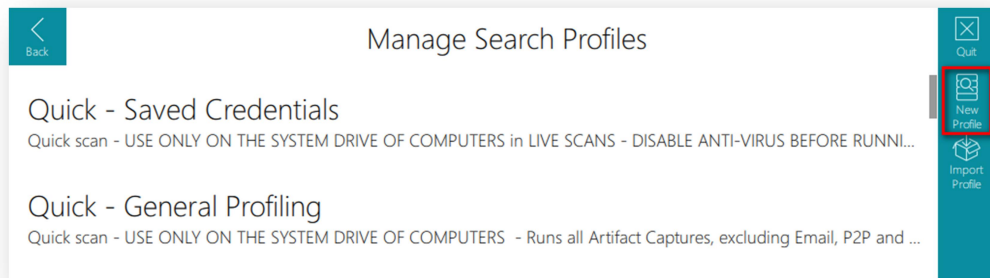 Back
Manage Search Profiles
Quit
Quick - Saved Credentials
Quick scan - USE ONLY ON THE SYSTEM DRIVE OF COMPUTERS in LIVE SCANS - DISABLE ANTI-VIRUS BEFORE RUNNI...
New
Profile
Import
Profile
Quick - General Profiling
Quick scan - USE ONLY ON THE SYSTEM DRIVE OF COMPUTERS - Runs all Artifact Captures, excluding Email, P2P and ...